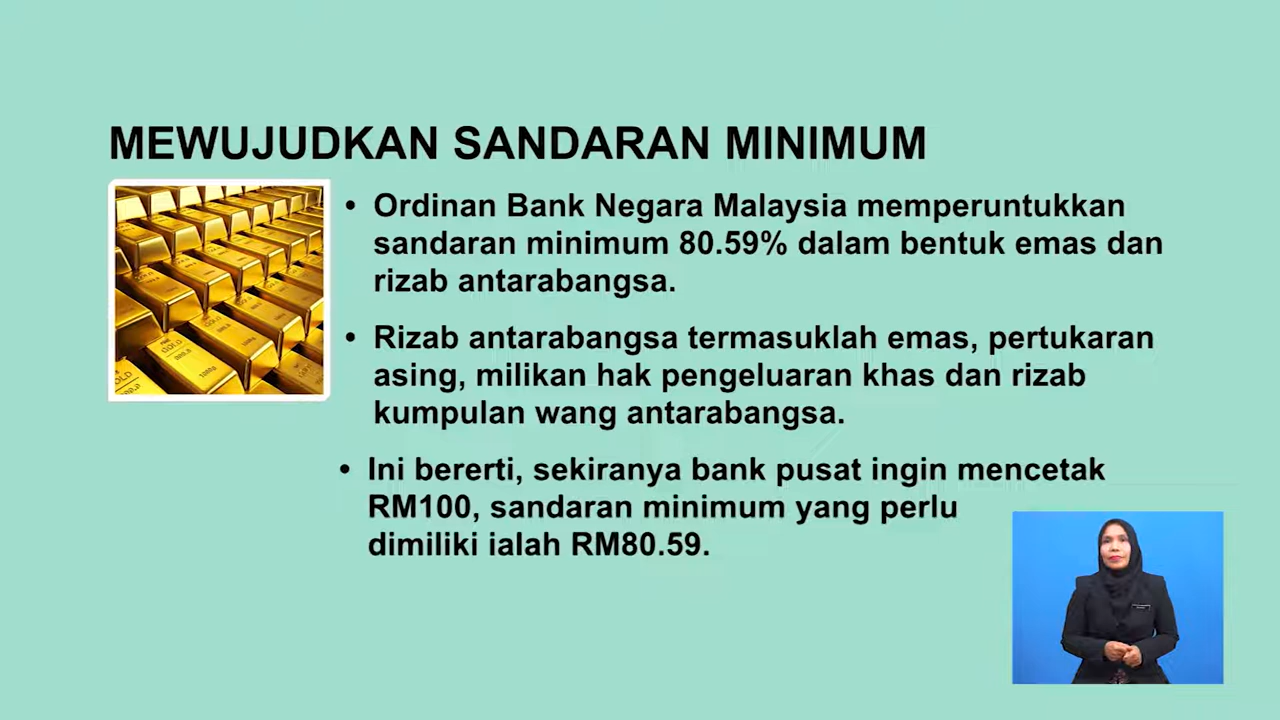 MEWUJUDKAN SANDARAN MINIMUM
• Ordinan Bank Negara Malaysia memperuntukkan
sandaran minimum 80.59% dalam bentuk emas dan
rizab antarabangsa.
• Rizab antarabangsa termasuklah emas, pertukaran
asing, milikan hak pengeluaran khas dan rizab
kumpulan wang antarabangsa.
• Ini bererti, sekiranya bank pusat ingin mencetak
RM100, sandaran minimum yang perlu
dimiliki ialah RM80.59.